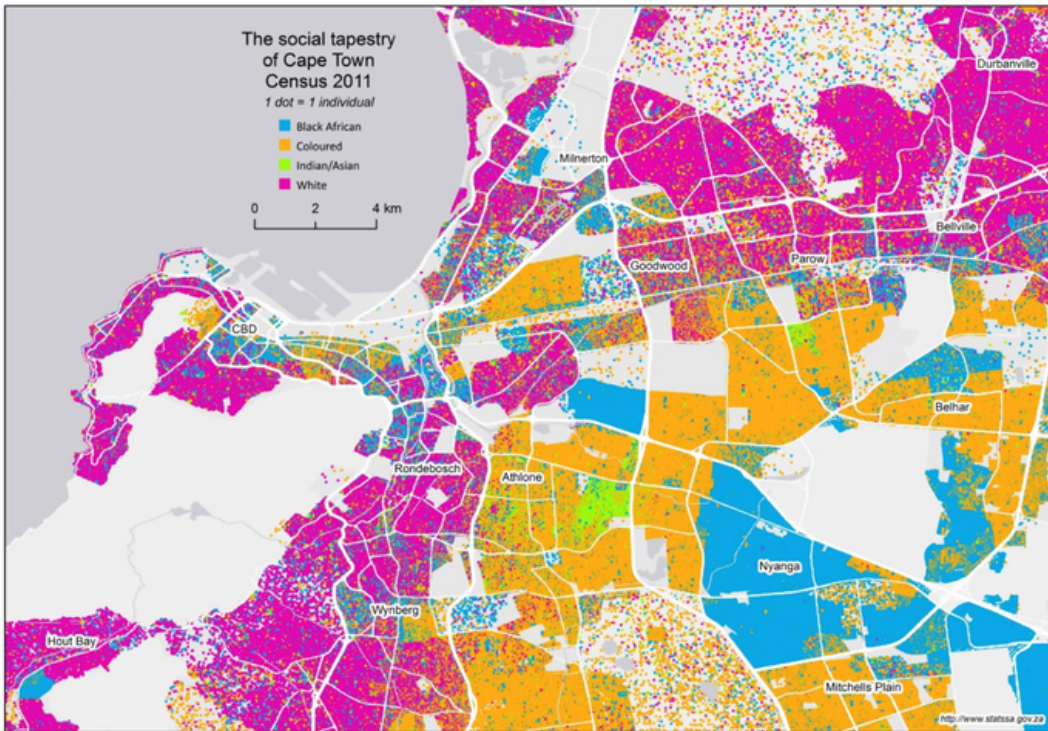 The social tapestry
of Cape Town
Census 2011
1 dot = 1 individual
Black African
Coloured
Indian/Asian
White
0 2 4 km
Durbanville
Milnerton
Bellville
Goodwood
Parow
CBD
Belhar
Rondebosch
Athlone
Nyanga
Wynberg
Hout Bay
Mitchells Plain
http://www.statssa.gov.za